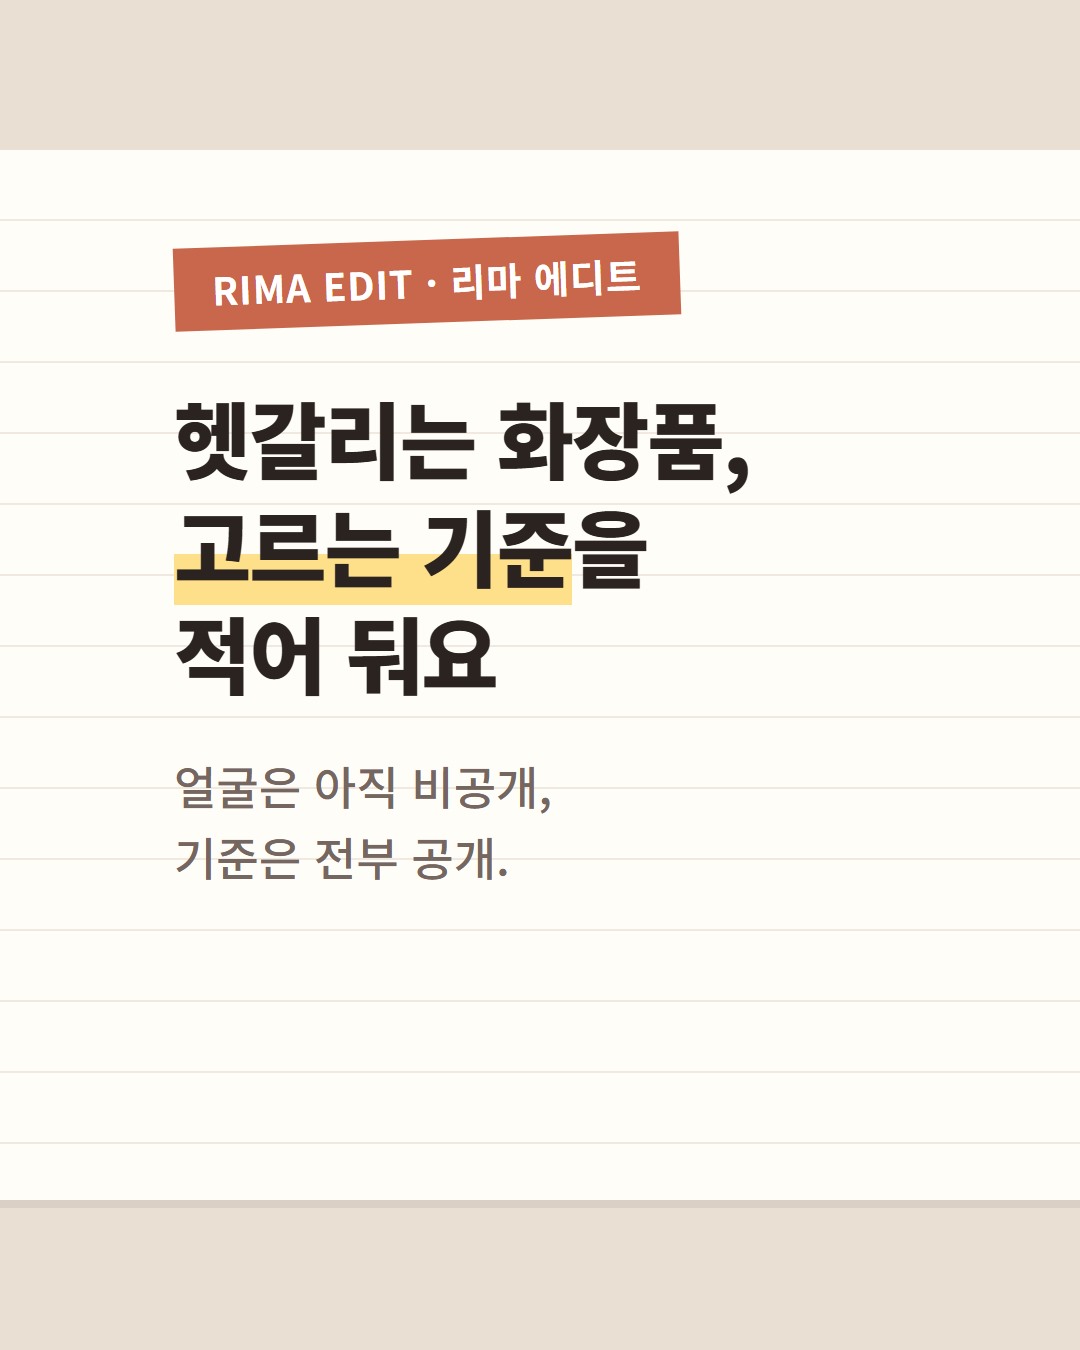 RIMA EDIT · 리마 에디트
헷갈리는 화장품,
고르는 기준을
적어 둬요
얼굴은 아직 비공개,
기준은 전부 공개.